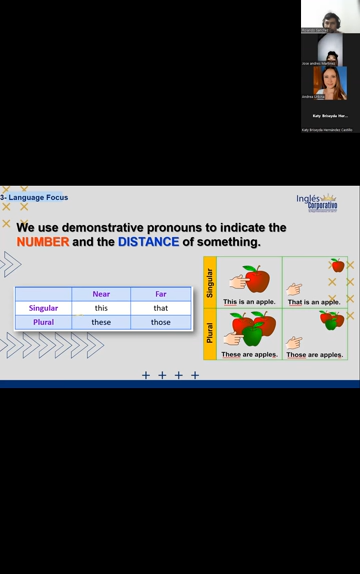 Katy Brisayda Her...
Katy Brisayda Hernández Castillo
3- Language Focus
Inglés
Corporativo
We use demonstrative pronouns to indicate the
NUMBER and the DISTANCE of something.
Near Far
Singular this that
Plural these those
Singular
This is an apple.
That is an apple.
Plural
These are apples.
Those are apples.